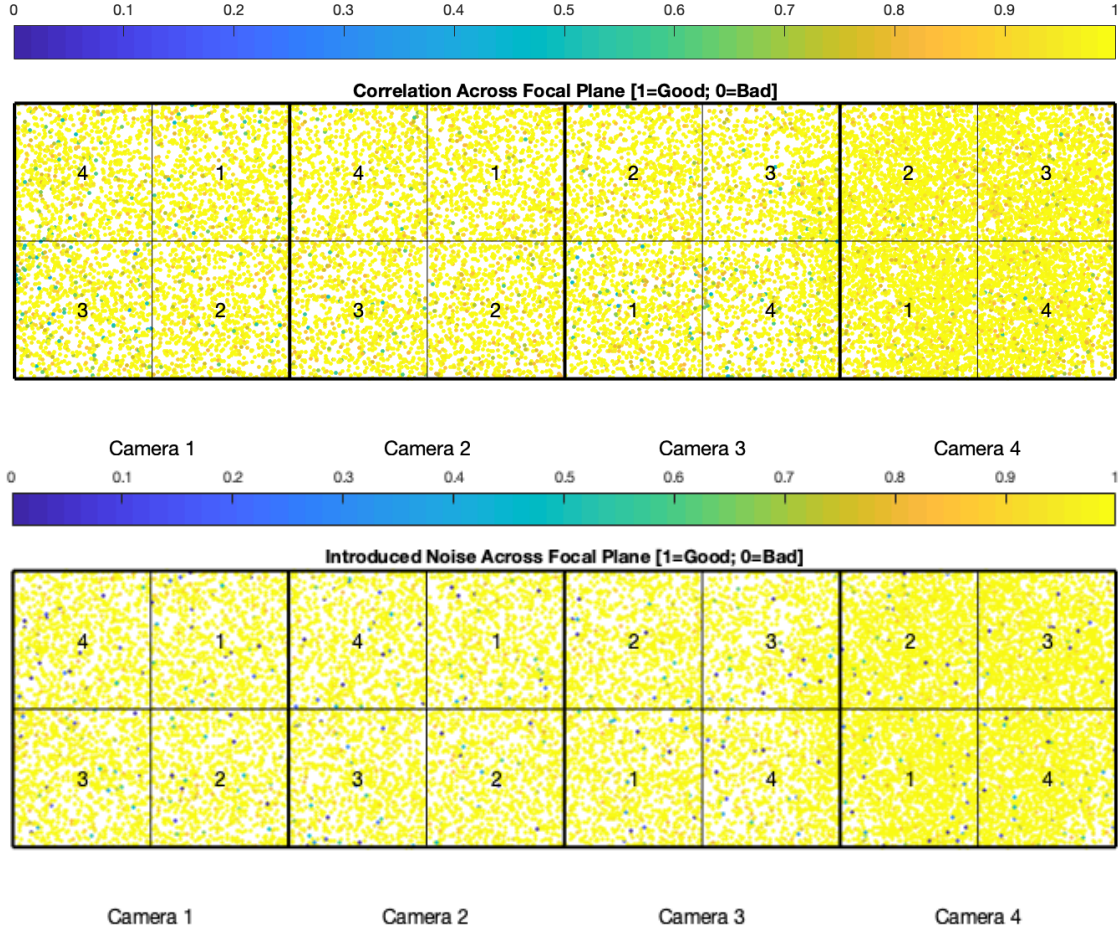 0 0.1 0.2 0.3 0.4 0.5 0.6 0.7 0.8 0.9 1
Correlation Across Focal Plane [1=Good; 0=Bad]
4 1 4 1 2 3 2 3
3 2 3 2 1 4 1 4
Camera 1 Camera 2 Camera 3 Camera 4
0 0.1 0.2 0.3 0.4 0.5 0.6 0.7 0.8 0.9 1
Introduced Noise Across Focal Plane [1=Good; 0=Bad]
4 1 4 1 2 3 2 3
3 2 3 2 1 4 1 4
Camera 1 Camera 2 Camera 3 Camera 4